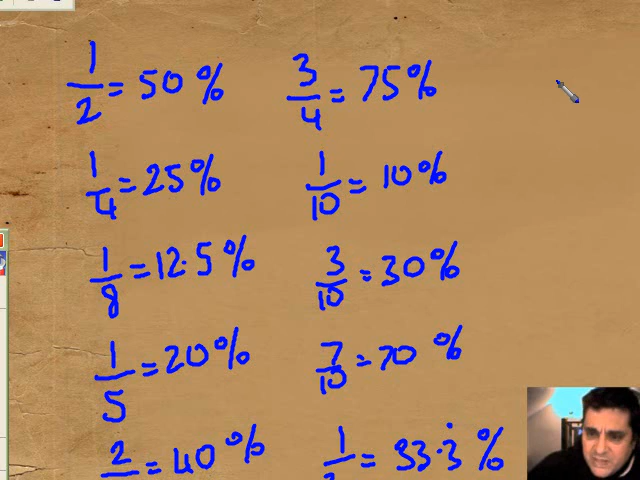 1/2 = 50%
3/4 = 75%
1/4 = 25%
1/10 = 10%
1/8 = 12.5%
3/10 = 30%
1/5 = 20%
7/10 = 70%
2/ = 40%
1/ = 33.3̇%